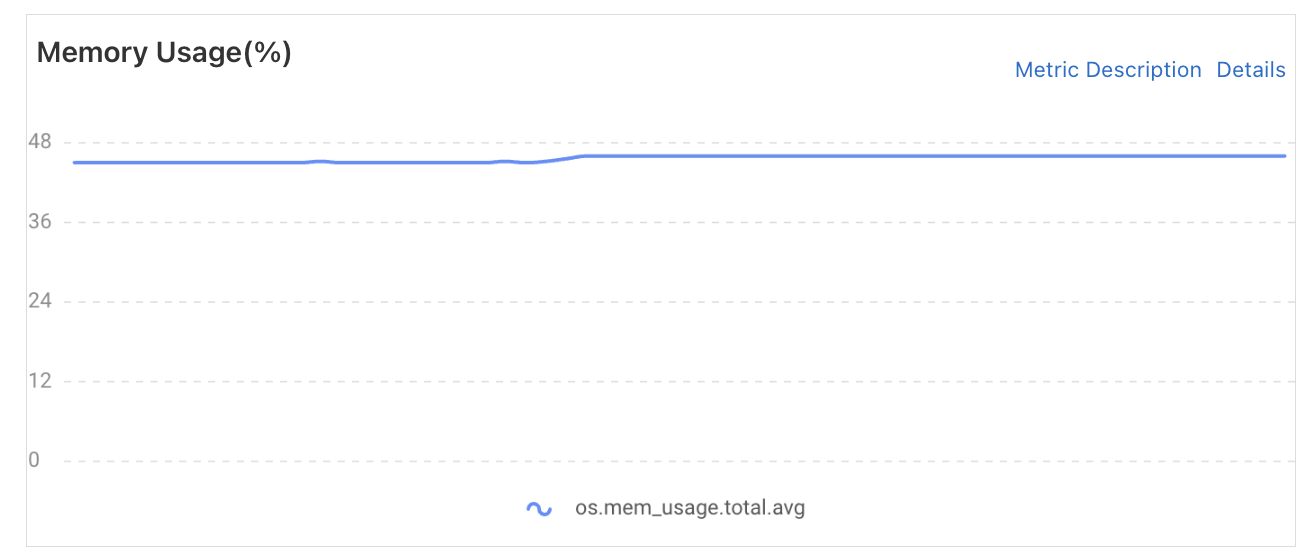 Memory Usage(%)
Metric Description Details
48
36
24
12
0
os.mem_usage.total.avg